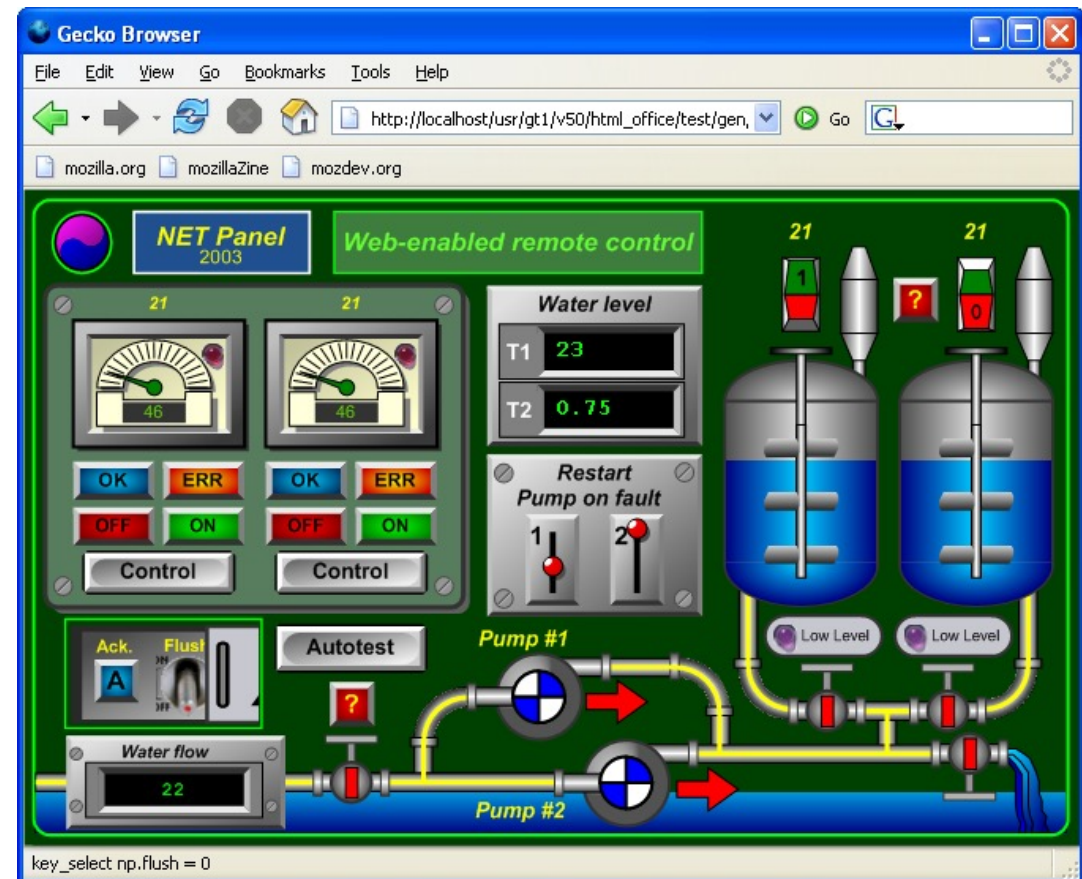 Gecko Browser
File Edit View Go Bookmarks Tools Help
http://localhost/usr/gt1/v50/html_office/test/gen, Go G
mozilla.org mozillaZine mozdev.org
NET Panel
2003
Web-enabled remote control
21 21
1 ? 0
21 21
46 46
OK ERR OK ERR
OFF ON OFF ON
Control Control
Water level
T1 23
T2 0.75
Restart
Pump on fault
1 2
Ack. Flush
A ON
OFF
Autotest
?
Pump #1
Low Level Low Level
Water flow
22
Pump #2
key_select np.flush = 0